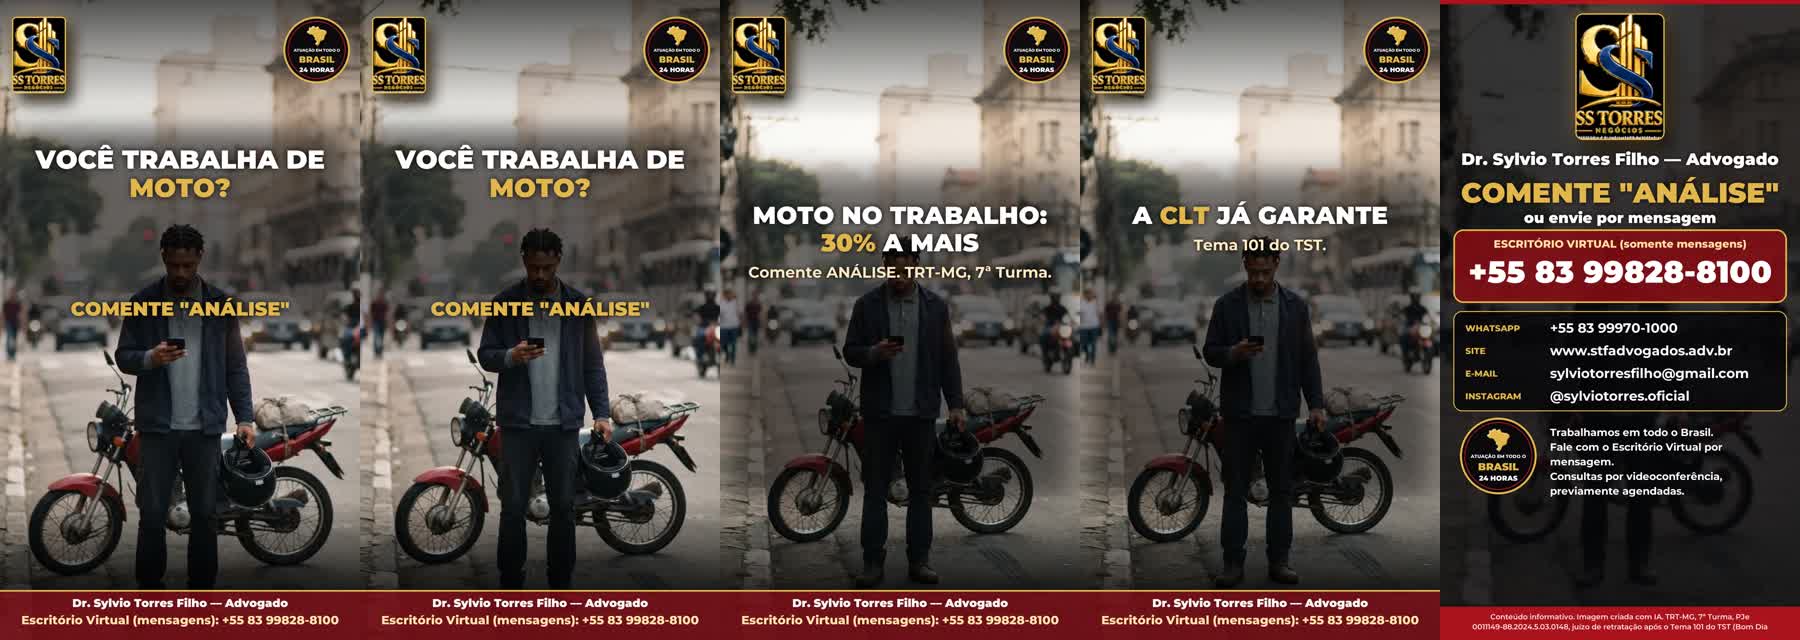 SS TORRES
NEGÓCIOS
ATUAÇÃO EM TODO O
BRASIL
24 HORAS
VOCÊ TRABALHA DE
MOTO?
COMENTE "ANÁLISE"
Dr. Sylvio Torres Filho — Advogado
Escritório Virtual (mensagens): +55 83 99828-8100
SS TORRES
NEGÓCIOS
ATUAÇÃO EM TODO O
BRASIL
24 HORAS
VOCÊ TRABALHA DE
MOTO?
COMENTE "ANÁLISE"
Dr. Sylvio Torres Filho — Advogado
Escritório Virtual (mensagens): +55 83 99828-8100
SS TORRES
NEGÓCIOS
ATUAÇÃO EM TODO O
BRASIL
24 HORAS
MOTO NO TRABALHO:
30% A MAIS
Comente ANÁLISE. TRT-MG, 7ª Turma.
Dr. Sylvio Torres Filho — Advogado
Escritório Virtual (mensagens): +55 83 99828-8100
SS TORRES
NEGÓCIOS
ATUAÇÃO EM TODO O
BRASIL
24 HORAS
A CLT JÁ GARANTE
Tema 101 do TST.
Dr. Sylvio Torres Filho — Advogado
Escritório Virtual (mensagens): +55 83 99828-8100
SS TORRES
NEGÓCIOS
Dr. Sylvio Torres Filho — Advogado
COMENTE "ANÁLISE"
ou envie por mensagem
ESCRITÓRIO VIRTUAL (somente mensagens)
+55 83 99828-8100
WHATSAPP +55 83 99970-1000
SITE www.stfadvogados.adv.br
E-MAIL sylviotorresfilho@gmail.com
INSTAGRAM @sylviotorres.oficial
ATUAÇÃO EM TODO O
BRASIL
24 HORAS
Trabalhamos em todo o Brasil.
Fale com o Escritório Virtual por
mensagem.
Consultas por videoconferência,
previamente agendadas.
Conteúdo informativo. Imagem criada com IA. TRT-MG, 7ª Turma, PJe
0011149-88.2024.5.03.0148, juízo de retratação após o Tema 101 do TST (Bom Dia